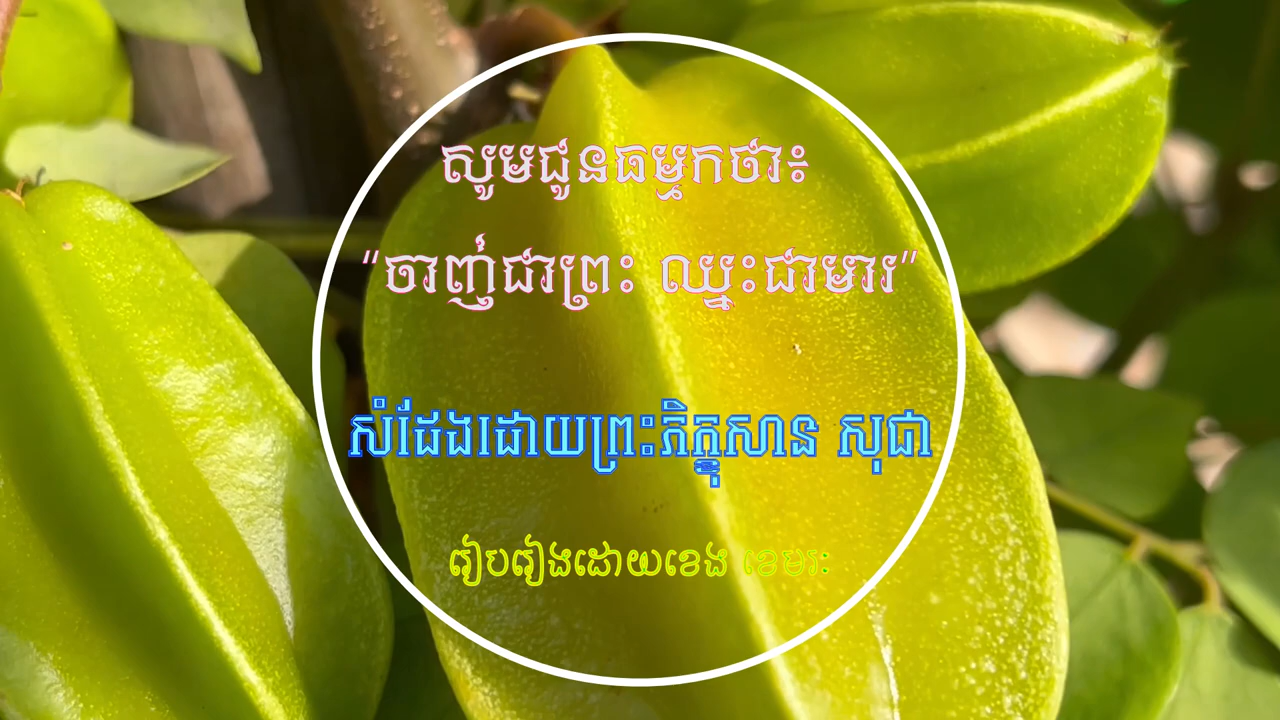 សូមជូនធម្មកថា៖
“ចាញ់ជាព្រះ ឈ្នះជាមារ”
សំដែងដោយព្រះភិក្ខុសាន សុជា
រៀបរៀងដោយខេង ខេមរៈ